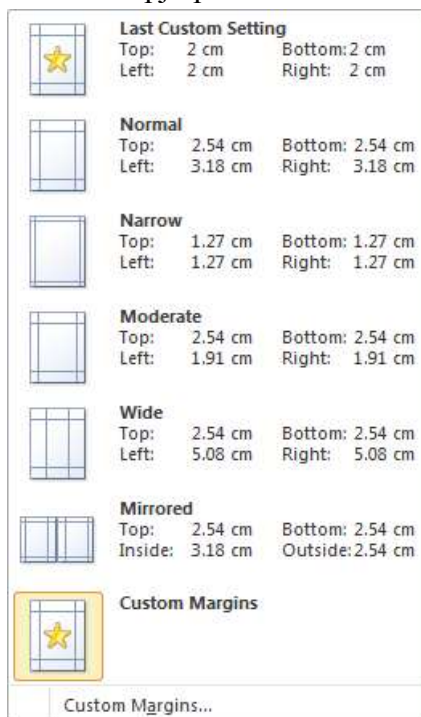 Last Custom Setting
Top: 2 cm Bottom: 2 cm
Left: 2 cm Right: 2 cm
Normal
Top: 2.54 cm Bottom: 2.54 cm
Left: 3.18 cm Right: 3.18 cm
Narrow
Top: 1.27 cm Bottom: 1.27 cm
Left: 1.27 cm Right: 1.27 cm
Moderate
Top: 2.54 cm Bottom: 2.54 cm
Left: 1.91 cm Right: 1.91 cm
Wide
Top: 2.54 cm Bottom: 2.54 cm
Left: 5.08 cm Right: 5.08 cm
Mirrored
Top: 2.54 cm Bottom: 2.54 cm
Inside: 3.18 cm Outside: 2.54 cm
Custom Margins
Custom Margins...